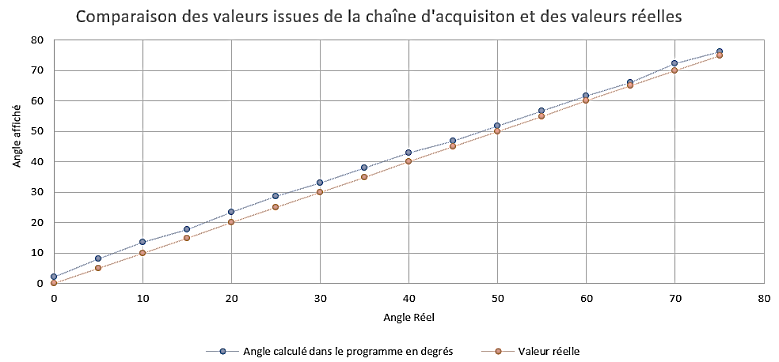 Comparaison des valeurs issues de la chaîne d'acquisiton et des valeurs réelles
80
70
60
50
40
30
20
10
0
Angle affiché
0 10 20 30 40 50 60 70 80
Angle Réel
Angle calculé dans le programme en degrés Valeur réelle